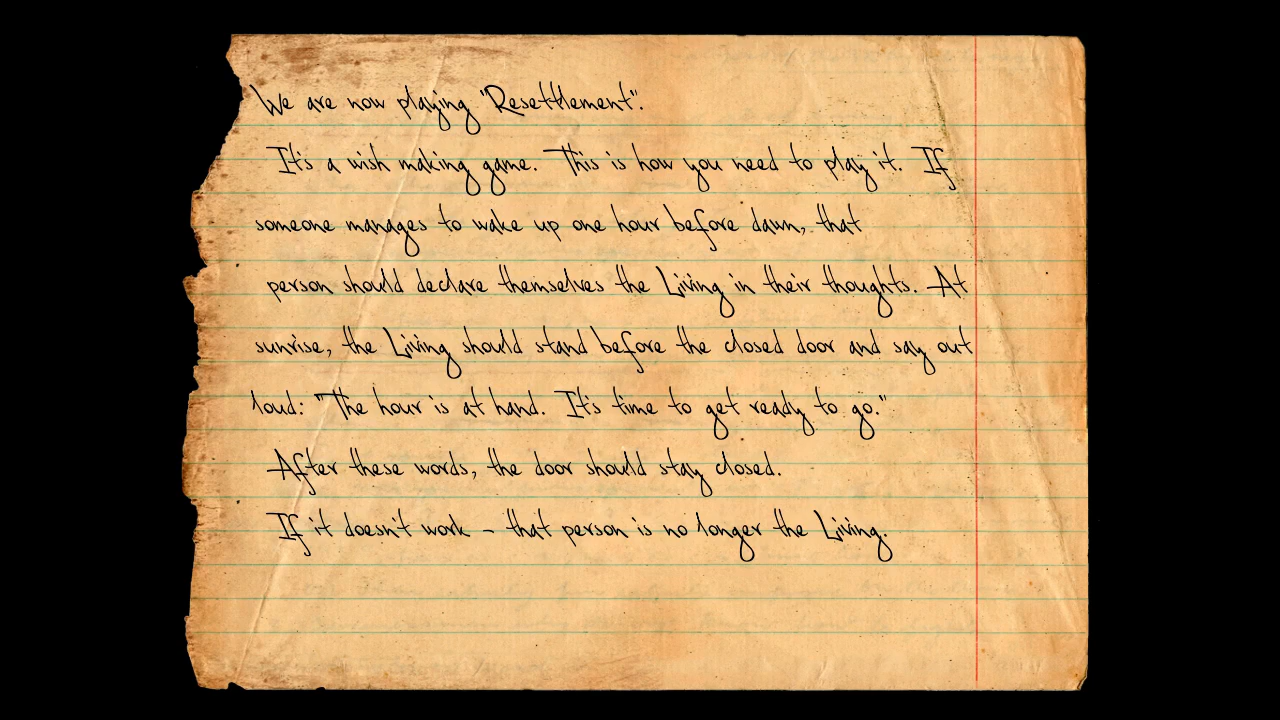 We are now playing "Resettlement".
It's a wish making game. This is how you need to play it. If
someone manages to wake up one hour before dawn, that
person should declare themselves the Living in their thoughts. At
sunrise, the Living should stand before the closed door and say out
loud: "The hour is at hand. It's time to get ready to go."
After these words, the door should stay closed.
If it doesn't work - that person is no longer the Living.